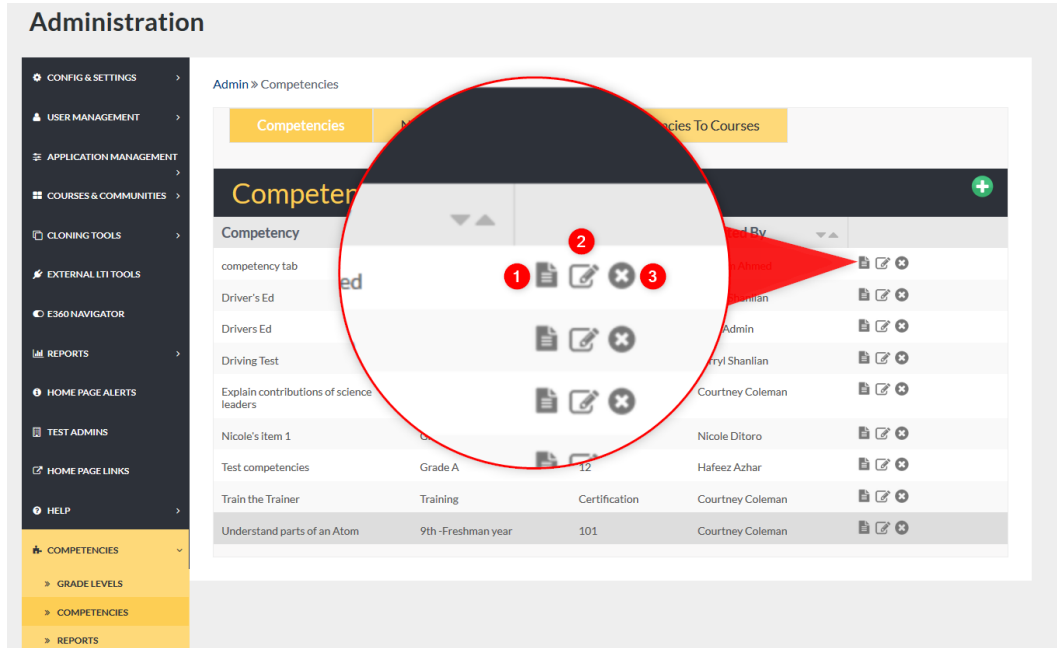 Administration
CONFIG & SETTINGS
USER MANAGEMENT
APPLICATION MANAGEMENT
COURSES & COMMUNITIES
CLONING TOOLS
EXTERNAL LTI TOOLS
E360 NAVIGATOR
REPORTS
HOME PAGE ALERTS
TEST ADMINS
HOME PAGE LINKS
HELP
COMPETENCIES
» GRADE LEVELS
» COMPETENCIES
» REPORTS
Admin » Competencies
Competencies
To Courses
Competency By
competency tab
Driver's Ed
Drivers Ed Admin
Driving Test Shanlian
Explain contributions of science Courtney Coleman
leaders
Nicole's item 1 Nicole Ditoro
Test competencies Grade A 12 Hafeez Azhar
Train the Trainer Training Certification Courtney Coleman
Understand parts of an Atom 9th -Freshman year 101 Courtney Coleman
ed
1
2
3